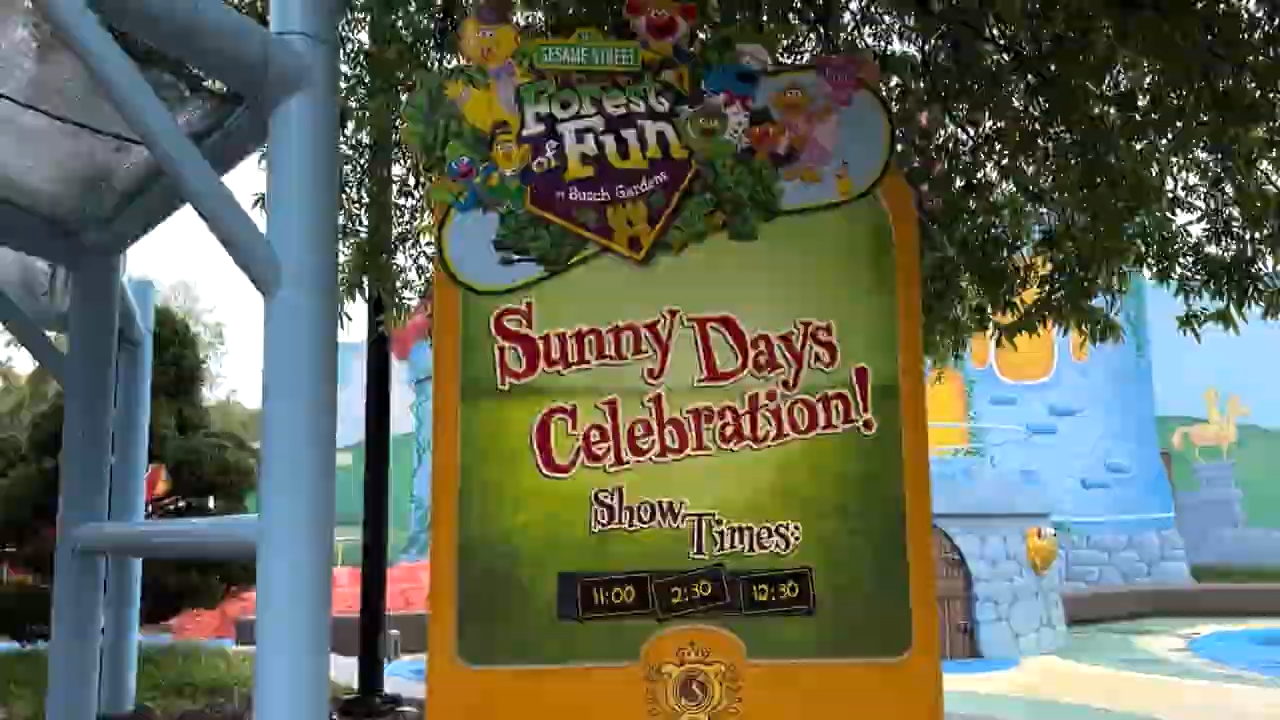 SESAME STREET
Forest
of Fun
at Busch Gardens
Sunny Days
Celebration!
Show
Times:
11:00 2:30 12:30